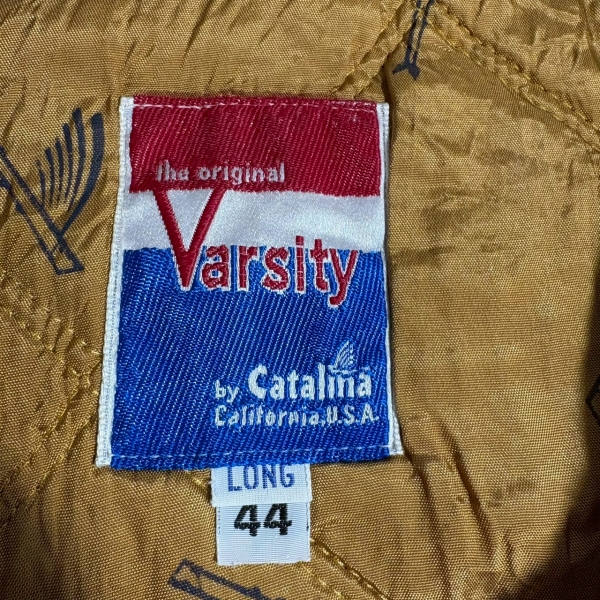 the original
Varsity
by Catalina
California, U.S.A.
LONG
44